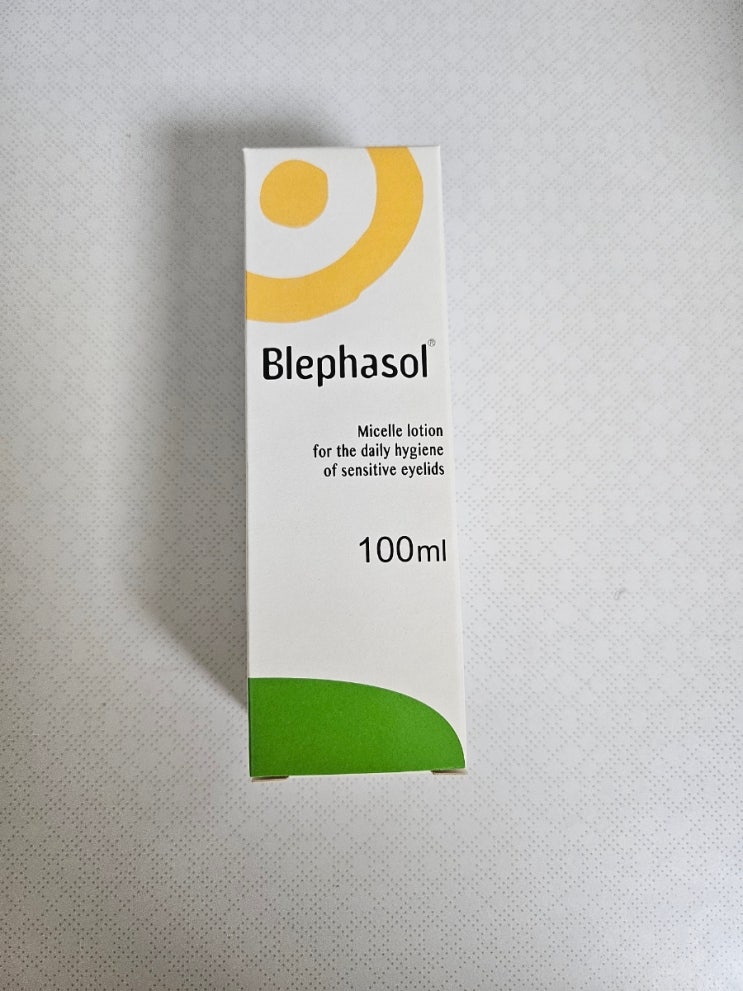 Blephasol®
Micelle lotion
for the daily hygiene
of sensitive eyelids
100ml